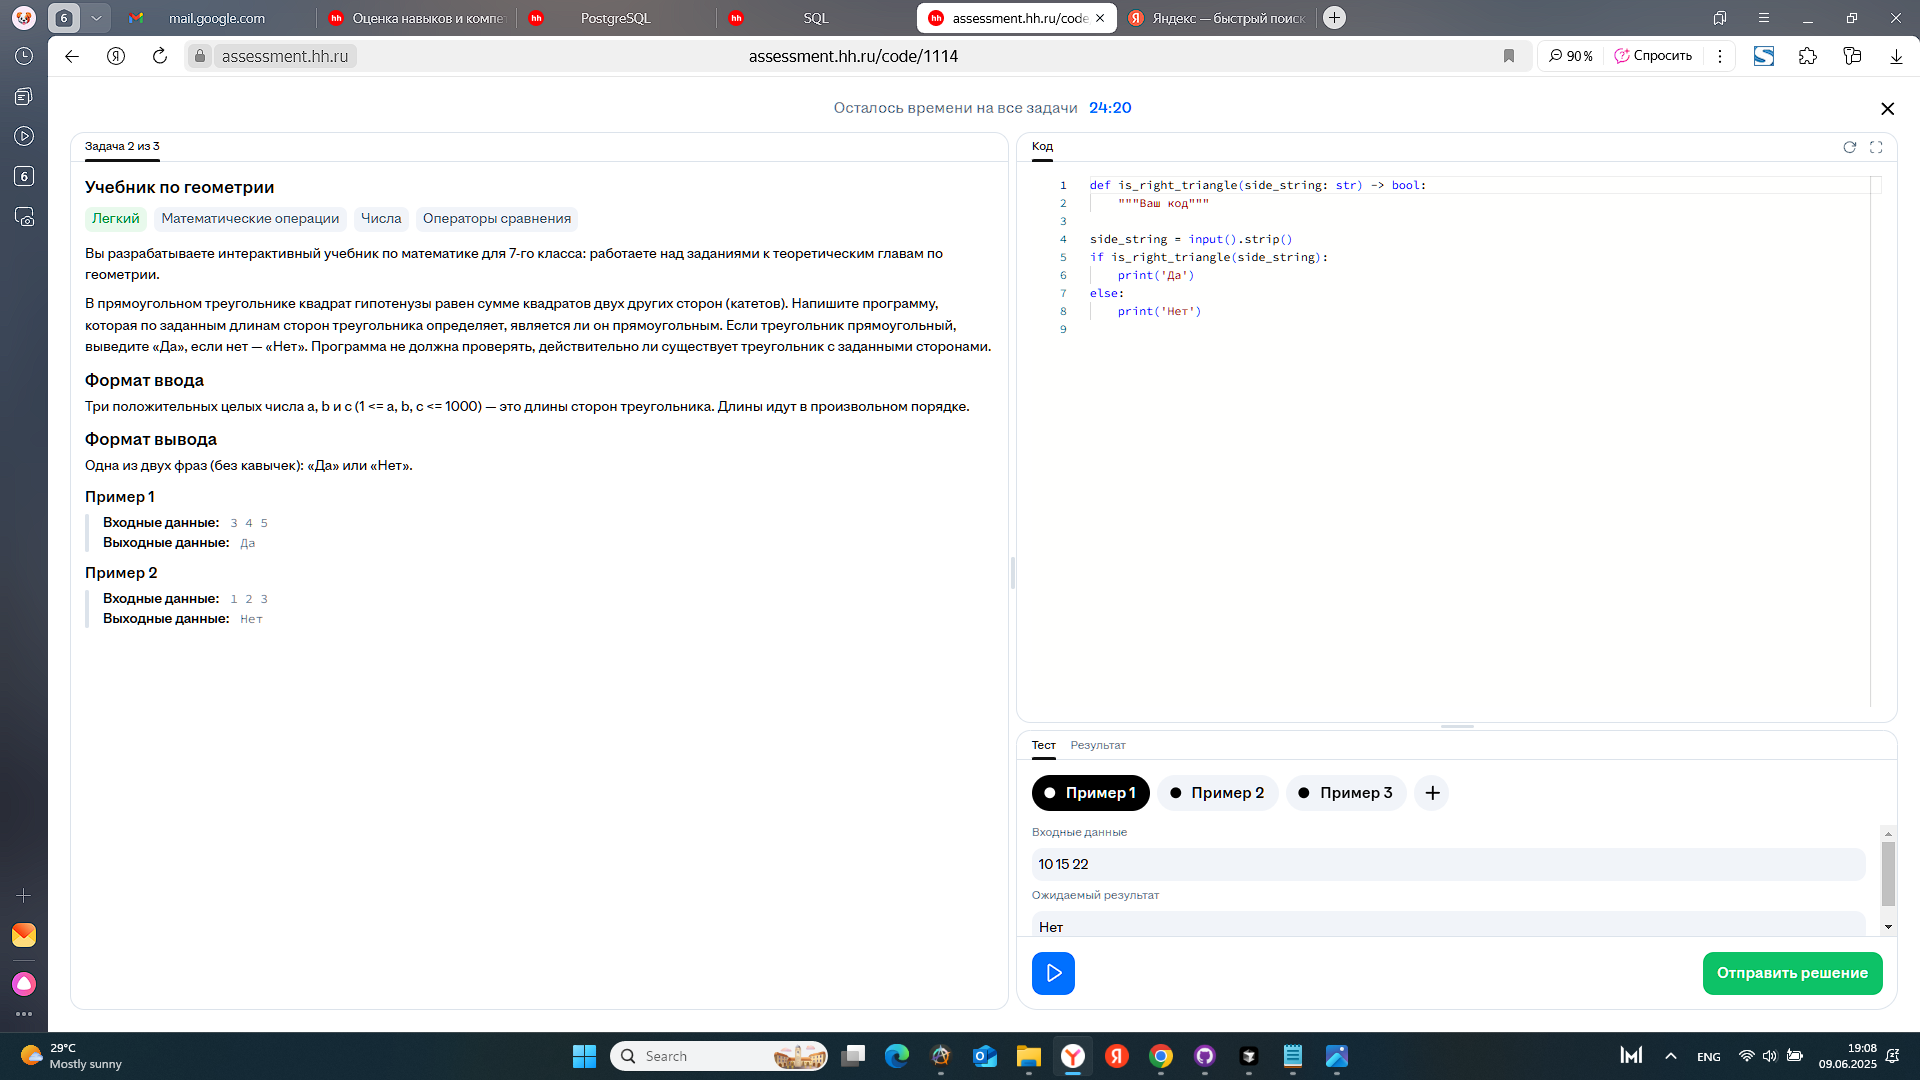 6
mail.google.com
Оценка навыков и компет
PostgreSQL
SQL
assessment.hh.ru/code
Яндекс — быстрый поиск
assessment.hh.ru
assessment.hh.ru/code/1114
90 %
Спросить
6
Осталось времени на все задачи 24:20
Задача 2 из 3
Учебник по геометрии
Легкий
Математические операции
Числа
Операторы сравнения
Вы разрабатываете интерактивный учебник по математике для 7-го класса: работаете над заданиями к теоретическим главам по
геометрии.
В прямоугольном треугольнике квадрат гипотенузы равен сумме квадратов двух других сторон (катетов). Напишите программу,
которая по заданным длинам сторон треугольника определяет, является ли он прямоугольным. Если треугольник прямоугольный,
выведите «Да», если нет — «Нет». Программа не должна проверять, действительно ли существует треугольник с заданными сторонами.
Формат ввода
Три положительных целых числа a, b и c (1 <= a, b, c <= 1000) — это длины сторон треугольника. Длины идут в произвольном порядке.
Формат вывода
Одна из двух фраз (без кавычек): «Да» или «Нет».
Пример 1
Входные данные: 3 4 5
Выходные данные: Да
Пример 2
Входные данные: 1 2 3
Выходные данные: Нет
Код
1 def is_right_triangle(side_string: str) -> bool:
2 """Ваш код"""
3
4 side_string = input().strip()
5 if is_right_triangle(side_string):
6 print('Да')
7 else:
8 print('Нет')
9
Тест
Результат
Пример 1
Пример 2
Пример 3
Входные данные
10 15 22
Ожидаемый результат
Нет
Отправить решение
29°C
Mostly sunny
Search
ENG
19:08
09.06.2025